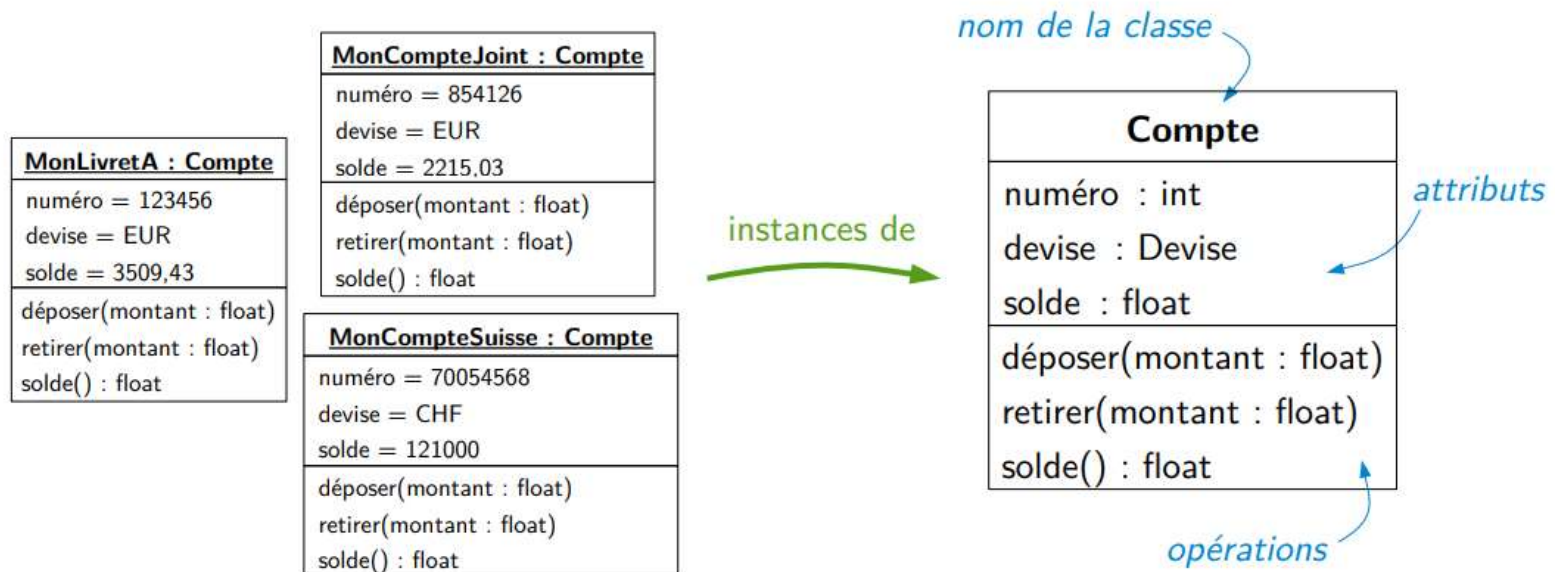 MonLivretA : Compte
numéro = 123456
devise = EUR
solde = 3509,43
déposer(montant : float)
retirer(montant : float)
solde() : float
MonCompteJoint : Compte
numéro = 854126
devise = EUR
solde = 2215,03
déposer(montant : float)
retirer(montant : float)
solde() : float
MonCompteSuisse : Compte
numéro = 70054568
devise = CHF
solde = 121000
déposer(montant : float)
retirer(montant : float)
solde() : float
instances de
nom de la classe
Compte
numéro : int
devise : Devise
solde : float
attributs
déposer(montant : float)
retirer(montant : float)
solde() : float
opérations